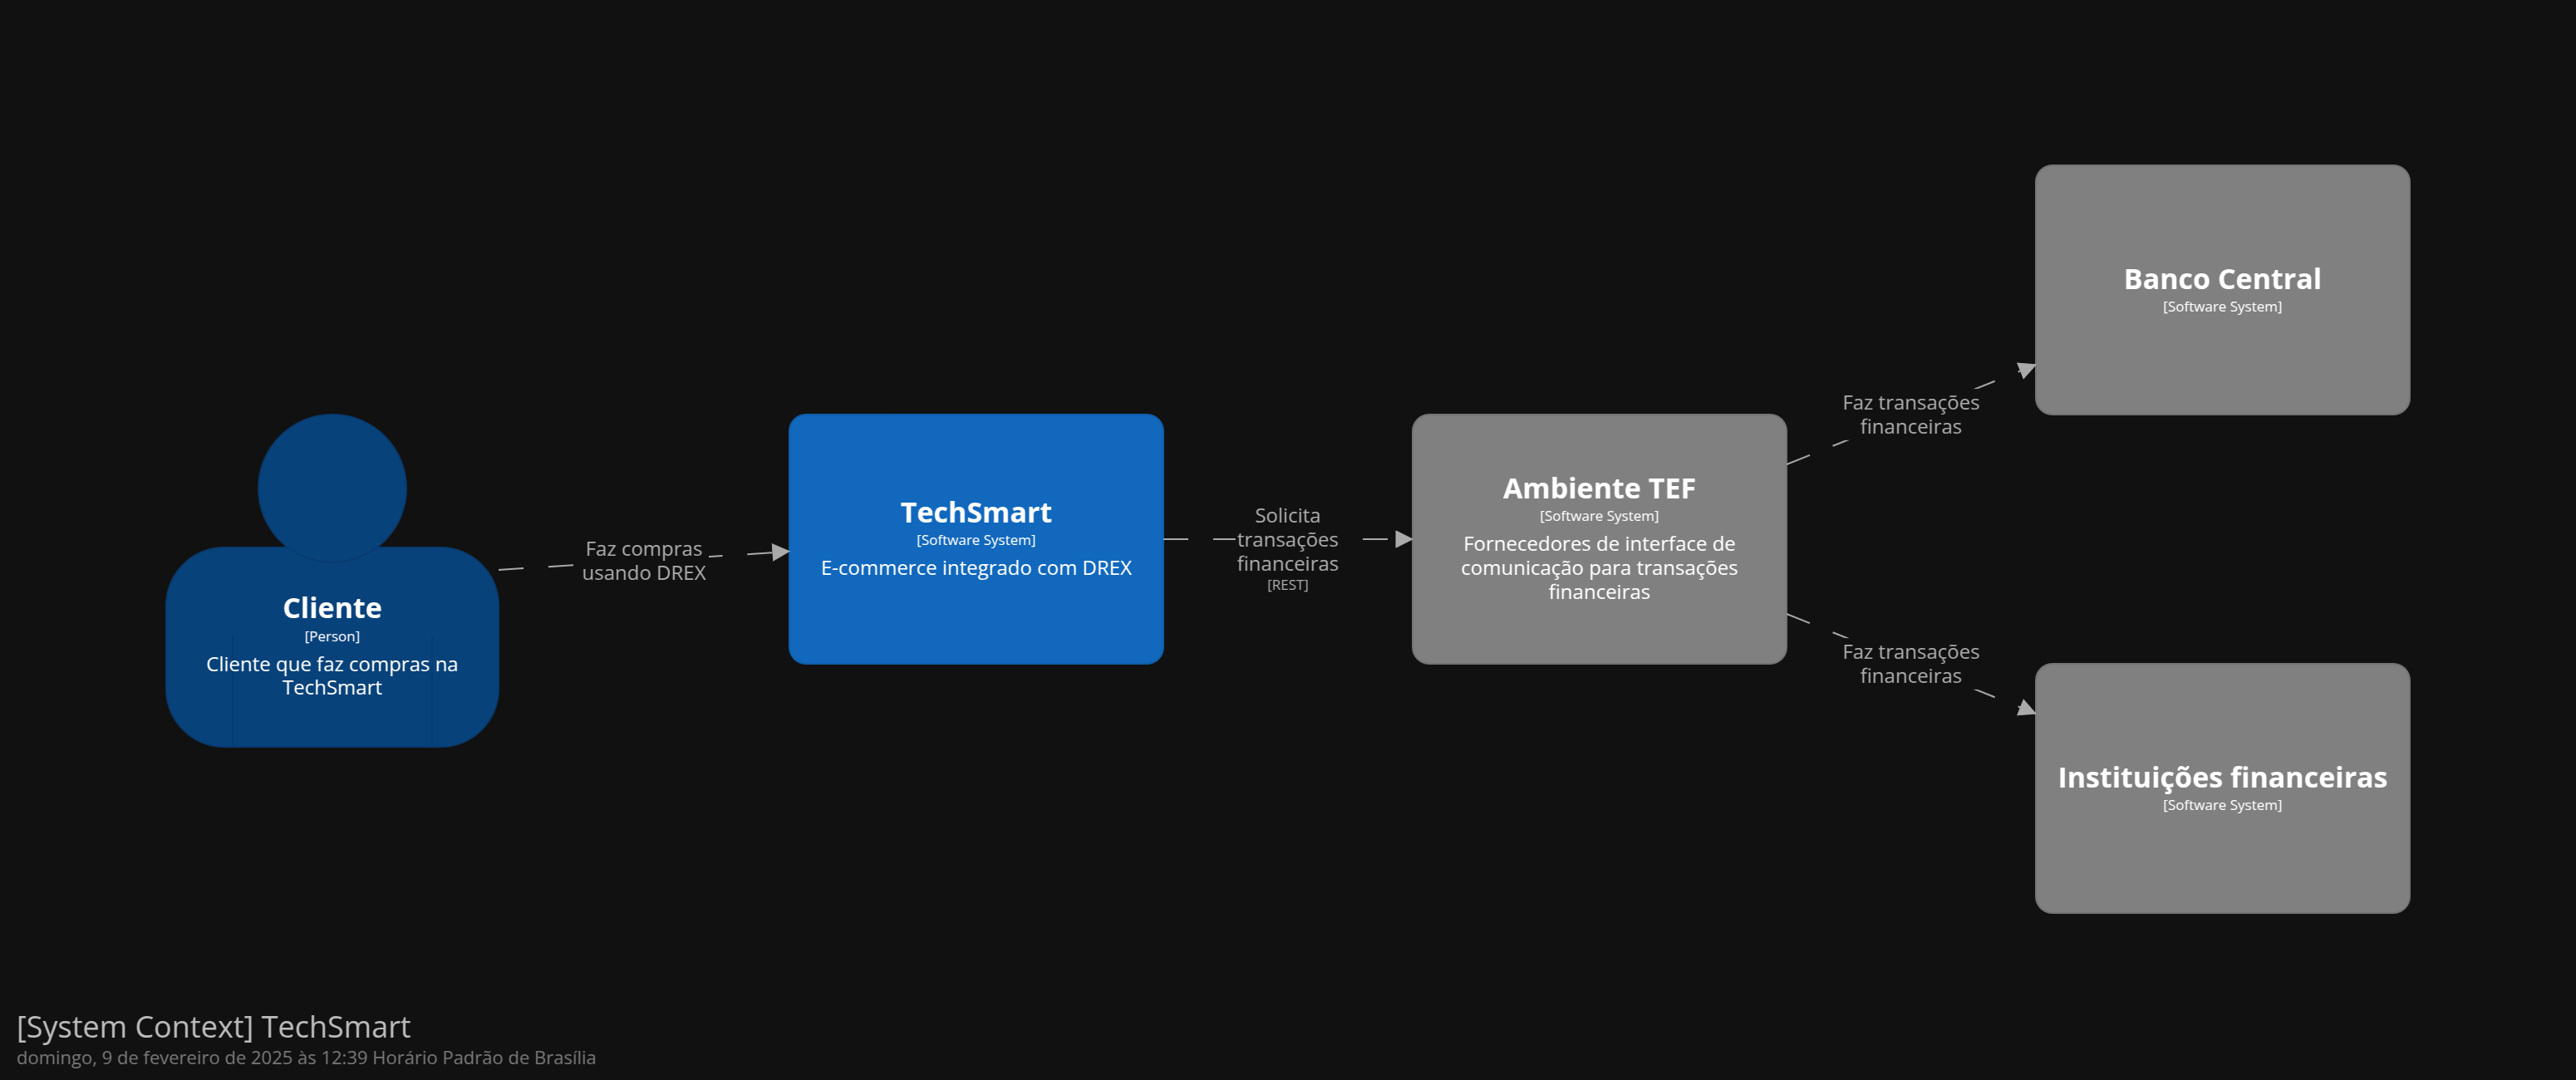 Cliente
[Person]
Cliente que faz compras na
TechSmart
Faz compras
usando DREX
TechSmart
[Software System]
E-commerce integrado com DREX
Solicita
transações
financeiras
[REST]
Ambiente TEF
[Software System]
Fornecedores de interface de
comunicação para transações
financeiras
Faz transações
financeiras
Banco Central
[Software System]
Faz transações
financeiras
Instituições financeiras
[Software System]
[System Context] TechSmart
domingo, 9 de fevereiro de 2025 às 12:39 Horário Padrão de Brasília